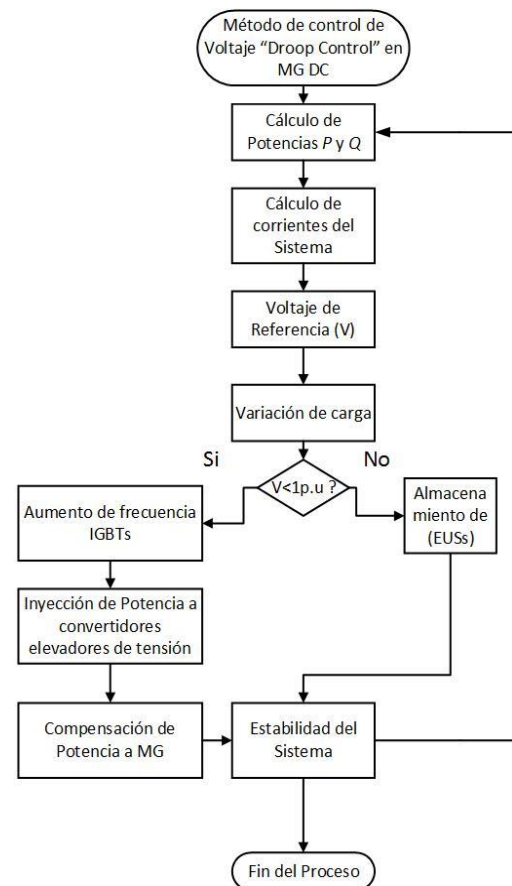 Método de control de
Voltaje “Droop Control” en
MG DC
Cálculo de
Potencias P y Q
Cálculo de
corrientes del
Sistema
Voltaje de
Referencia (V)
Variación de carga
Si
No
V<1p.u ?
Aumento de frecuencia
IGBTs
Almacena
miento de
(EUSs)
Inyección de Potencia a
convertidores
elevadores de tensión
Compensación de
Potencia a MG
Estabilidad del
Sistema
Fin del Proceso